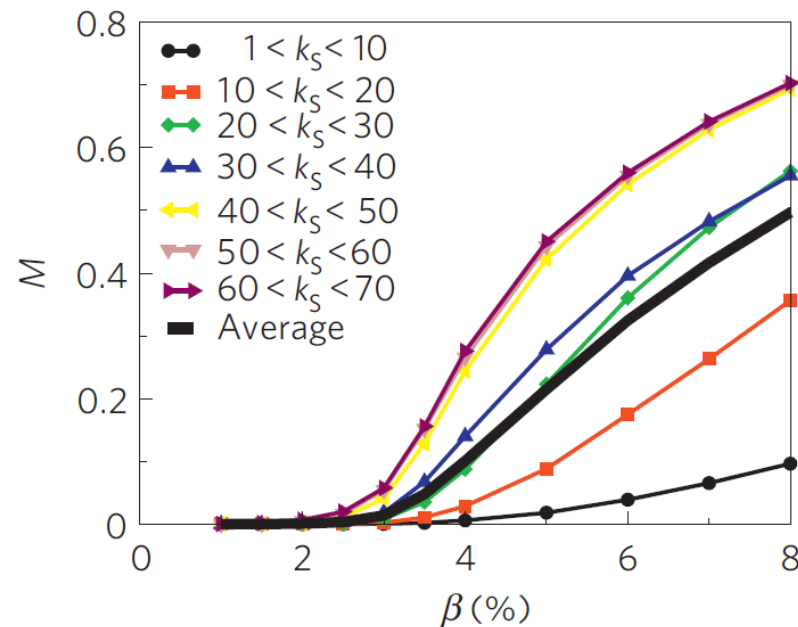 0.8
0.6
0.4
0.2
0
M
1 < kS < 10
10 < kS < 20
20 < kS < 30
30 < kS < 40
40 < kS < 50
50 < kS < 60
60 < kS < 70
Average
0 2 4 6 8
β (%)